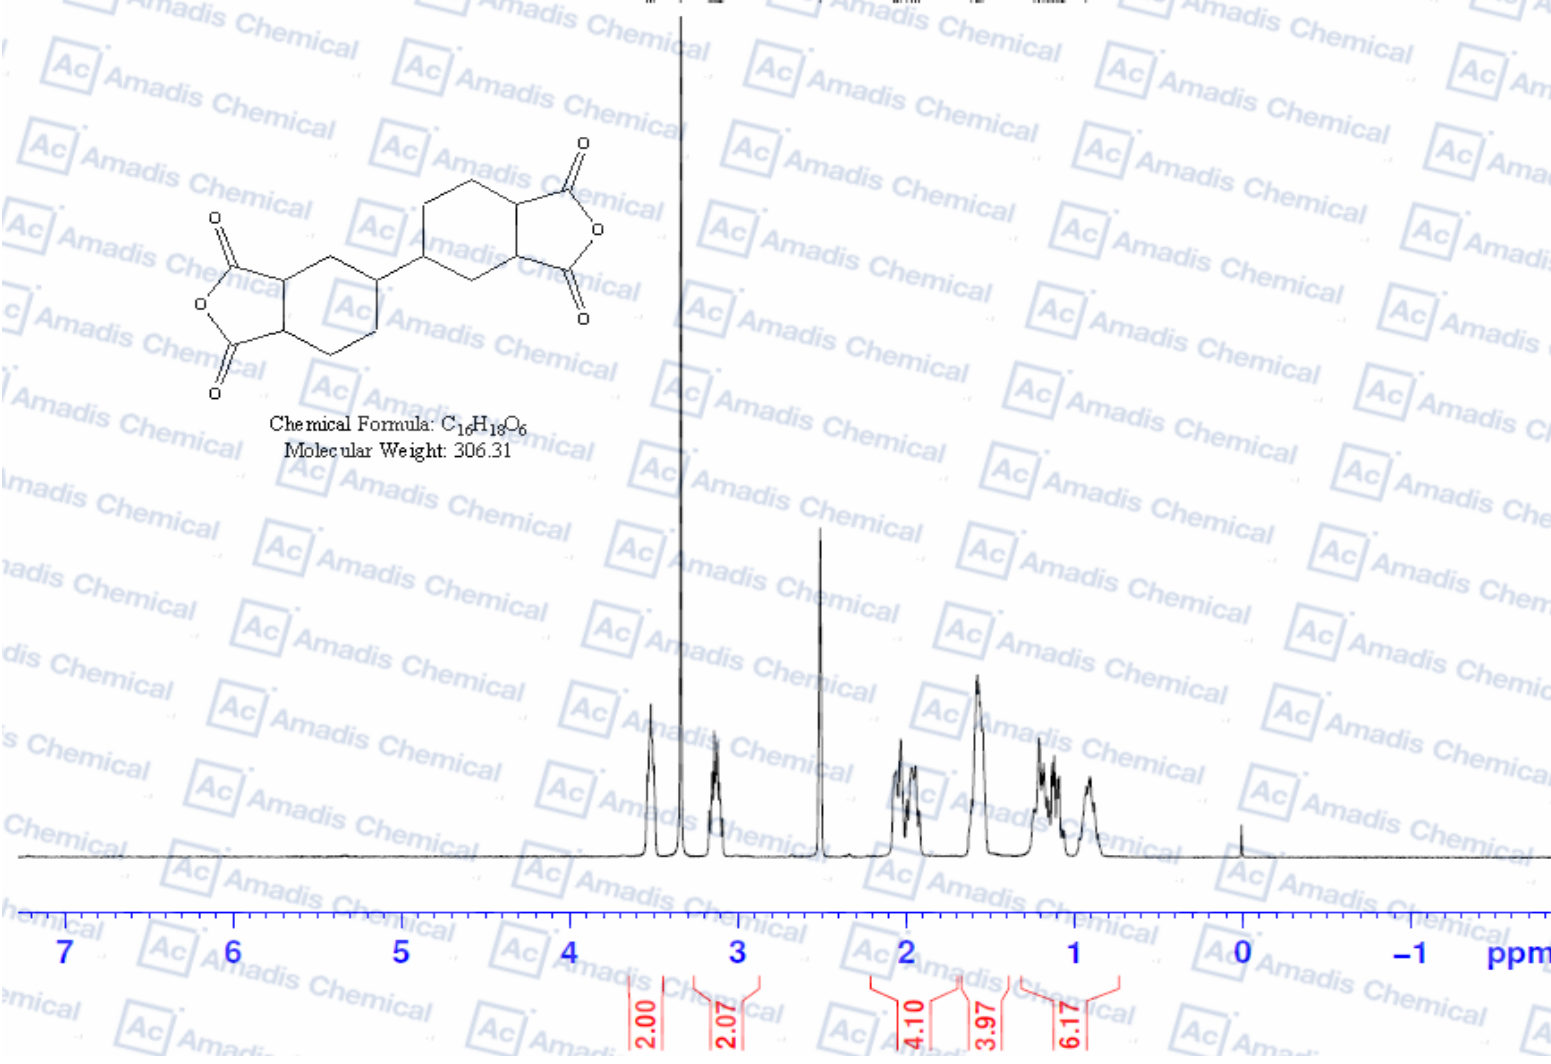 O
O
O
O
O
O
Chemical Formula: C16H18O6
Molecular Weight: 306.31
7 6 5 4 3 2 1 0 −1 ppm
2.00
2.07
4.10
3.97
6.17
Ac Amadis Chemical